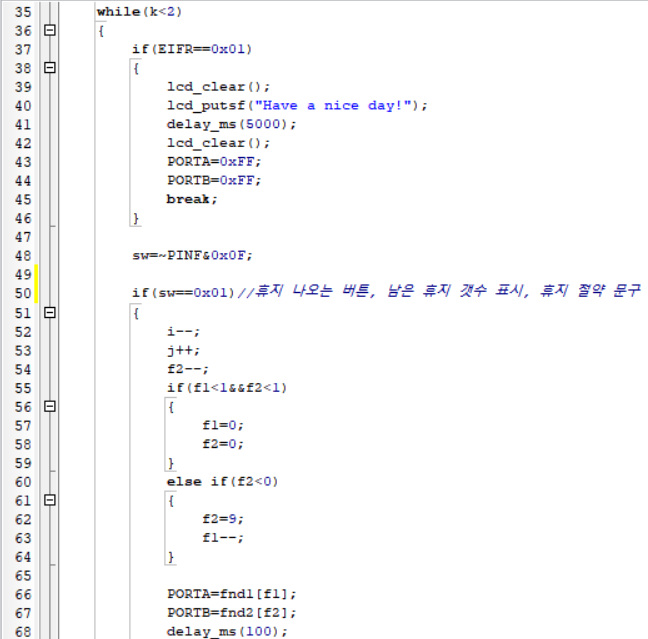 35 while(k<2)
36 {
37 if(EIFR==0x01)
38 {
39 lcd_clear();
40 lcd_putsf("Have a nice day!");
41 delay_ms(5000);
42 lcd_clear();
43 PORTA=0xFF;
44 PORTB=0xFF;
45 break;
46 }
47
48 sw=~PINF&0x0F;
49
50 if(sw==0x01)//휴지 나오는 버튼, 남은 휴지 갯수 표시, 휴지 절약 문구
51 {
52 i--;
53 j++;
54 f2--;
55 if(f1<1&&f2<1)
56 {
57 f1=0;
58 f2=0;
59 }
60 else if(f2<0)
61 {
62 f2=9;
63 f1--;
64 }
65
66 PORTA=fnd1[f1];
67 PORTB=fnd2[f2];
68 delay_ms(100);